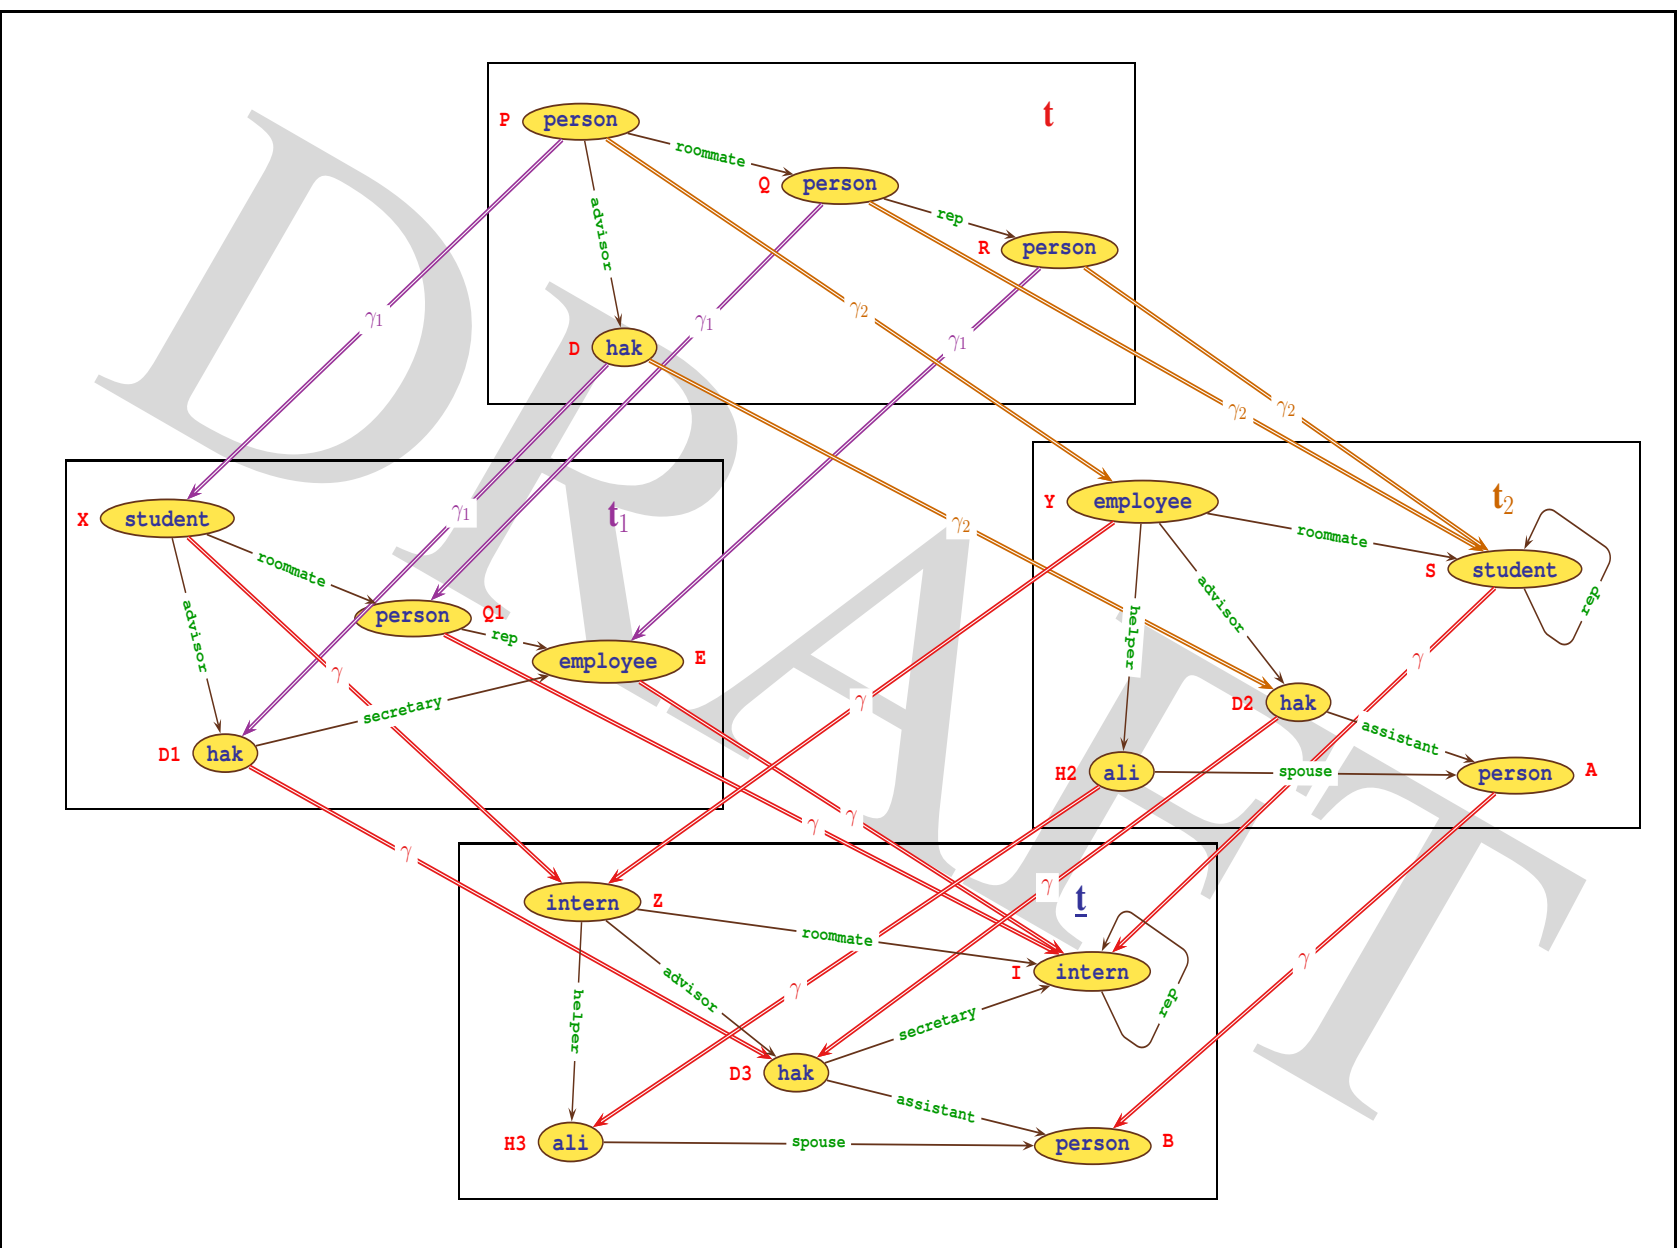 DRAFT
t
P person
roommate
Q person
rep
R person
advisor
D hak
γ1
γ1
γ1
γ1
γ2
γ2
γ2
γ2
t1
X student
roommate
person Q1
rep
employee E
advisor
secretary
D1 hak
t2
Y employee
roommate
S student
rep
advisor
helper
D2 hak
assistant
H2 ali
spouse
person A
γ
γ
γ
γ
γ
γ
γ
γ
γ
t
intern Z
roommate
I intern
rep
advisor
helper
secretary
D3 hak
assistant
H3 ali
spouse
person B